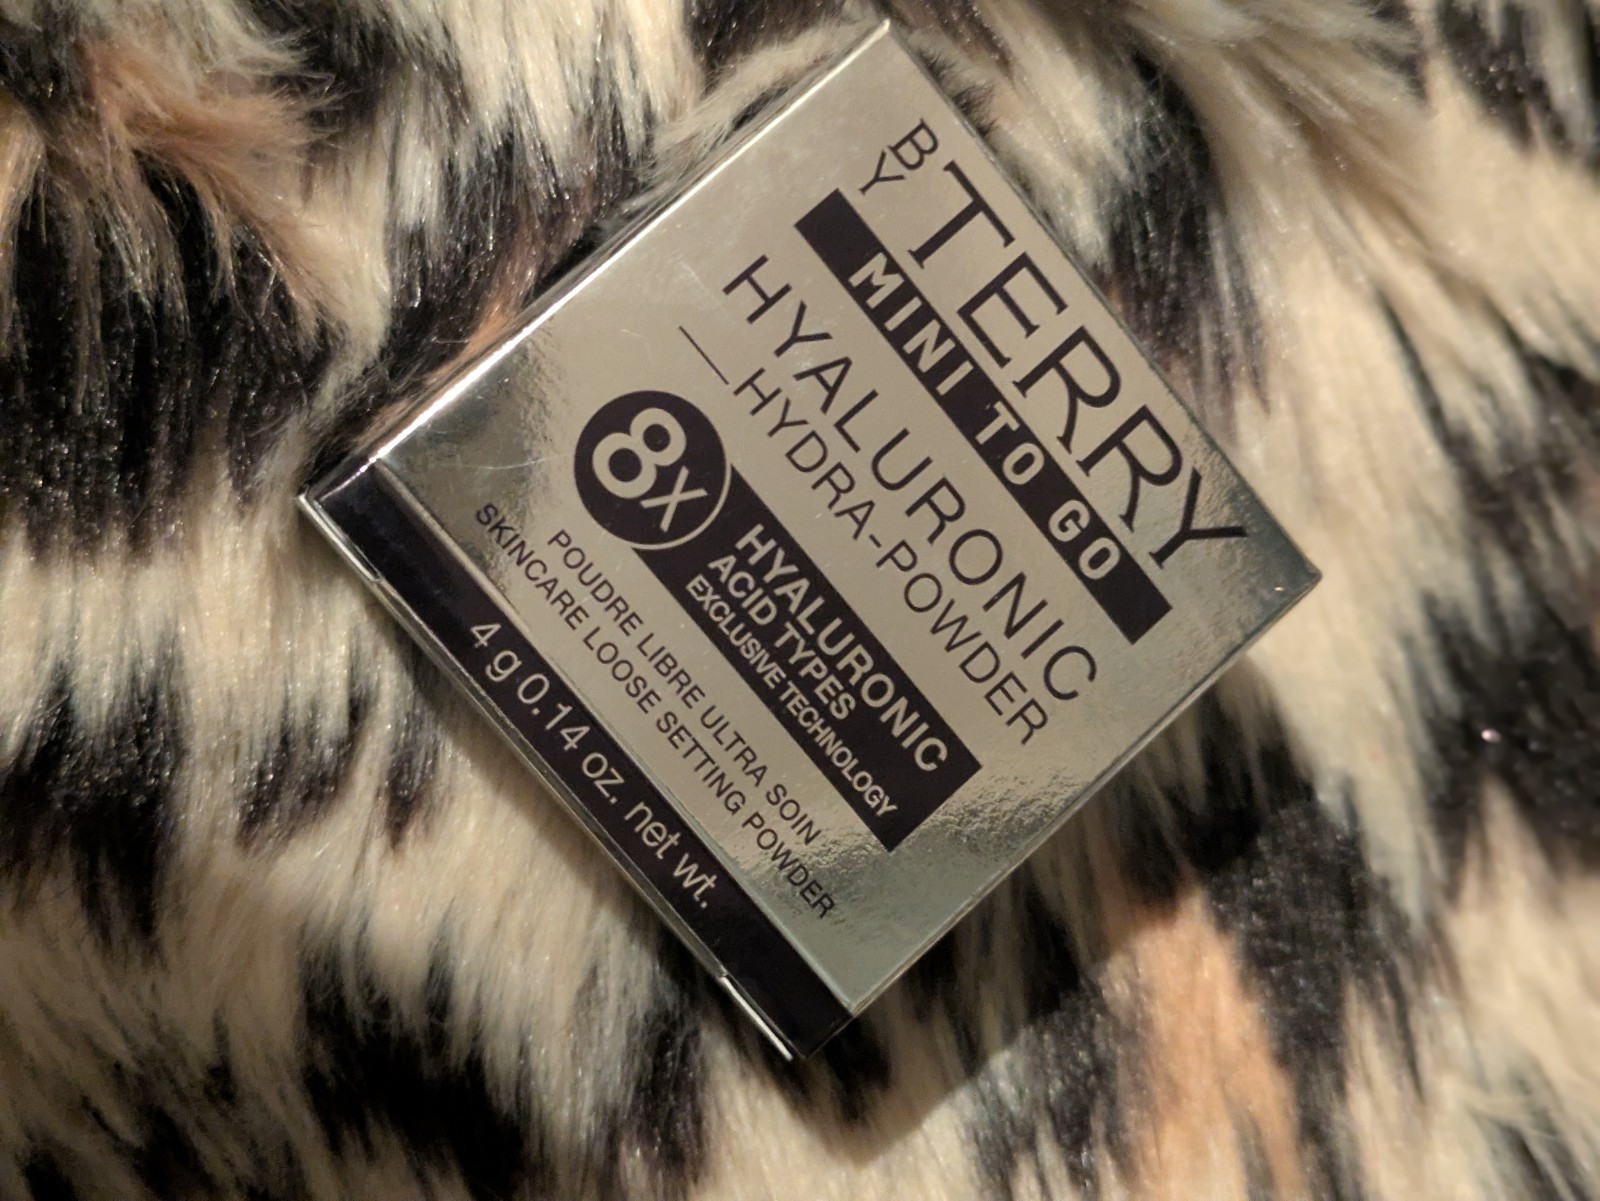 BY TERRY
MINI TO GO
HYALURONIC
__HYDRA-POWDER
8x
HYALURONIC
ACID TYPES
EXCLUSIVE TECHNOLOGY
POUDRE LIBRE ULTRA SOIN
SKINCARE LOOSE SETTING POWDER
4 g 0.14 oz. net wt.